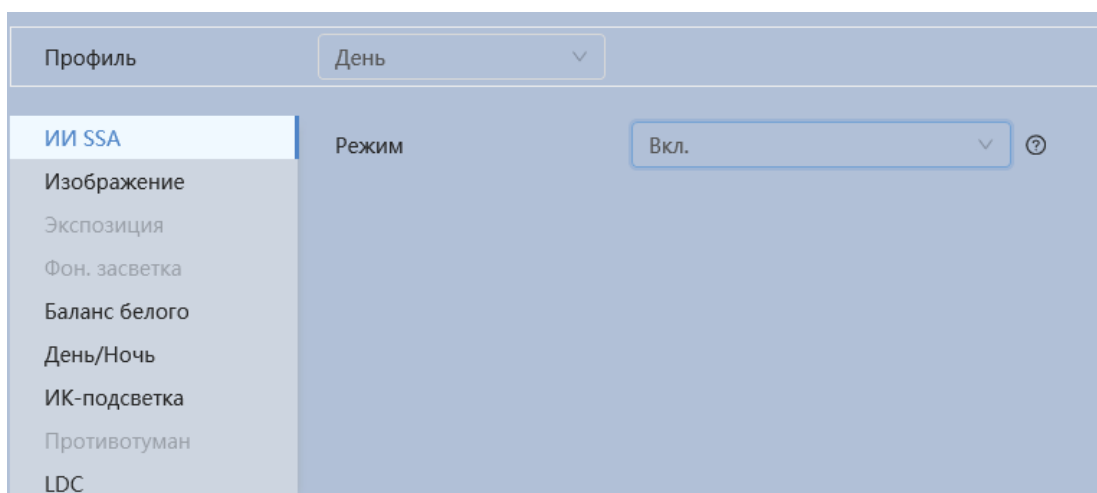 Профиль День
ИИ SSA Режим Вкл.
Изображение
Экспозиция
Фон. засветка
Баланс белого
День/Ночь
ИК-подсветка
Противотуман
LDC